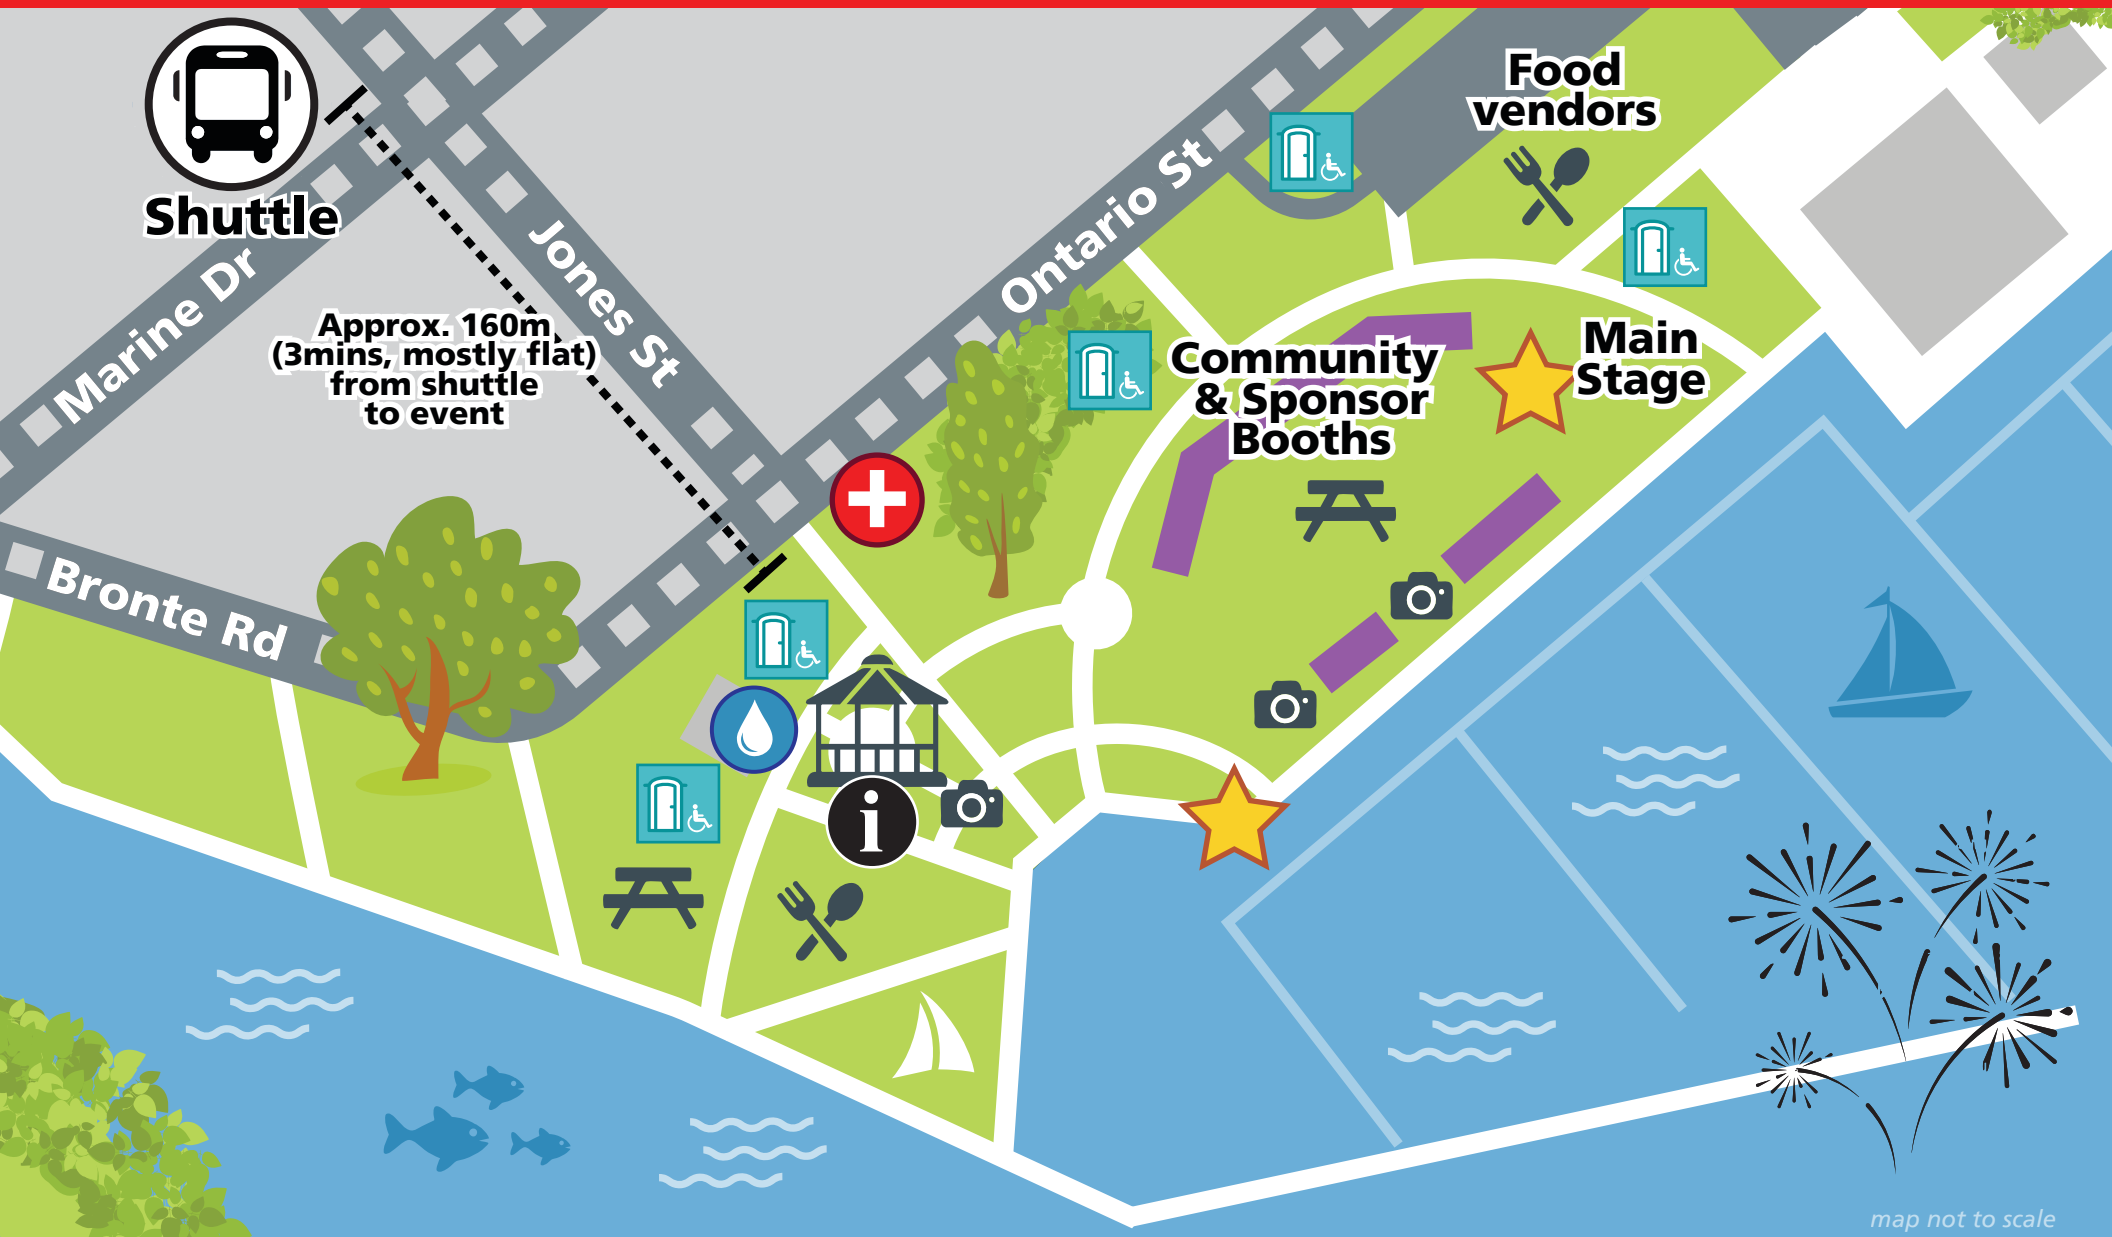 Food
vendors
Shuttle
Marine Dr
Jones St
Ontario St
Approx. 160m
(3mins, mostly flat)
from shuttle
to event
Community
& Sponsor
Booths
Main
Stage
Bronte Rd
i
map not to scale